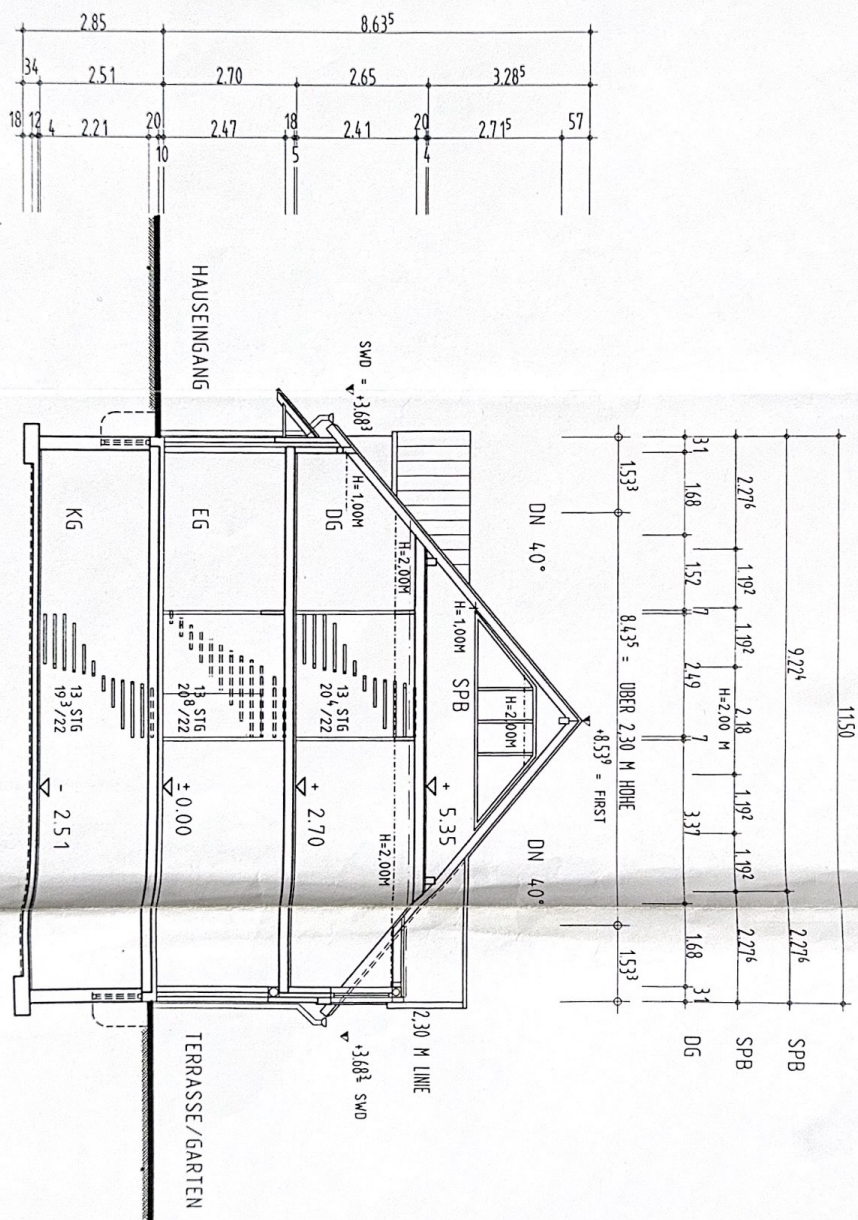 2.85 8.63⁵
34 2.51 2.70 2.65 3.28⁵
18 12 4 2.21 20 10 2.47 18 5 2.41 20 4 2.71⁵ 57
11.50
9.22⁴ 2.27⁶ SPB
2.27⁶ 1.19² 1.19² 2.18 1.19² 1.19² 2.27⁶ SPB
H=2,00 M
31 1.68 1.52 7 2.49 7 3.37 1.68 31 DG
1.53³ 8.43⁵ = ÜBER 2,30 M HÖHE 1.53³
+8.53⁹ = FIRST
DN 40°
DN 40°
H=2,00M
H=1,00M
SPB
+ 5.35
2,30 M LINIE
H=2,00M
H=2,00M
DG
H=1,00M
SWD = +3.68³
+3.68³ SWD
13 STG
20⁴/22
+ 2.70
EG
13 STG
20⁸/22
± 0.00
HAUSEINGANG
TERRASSE/GARTEN
KG
13 STG
19³/22
- 2.51